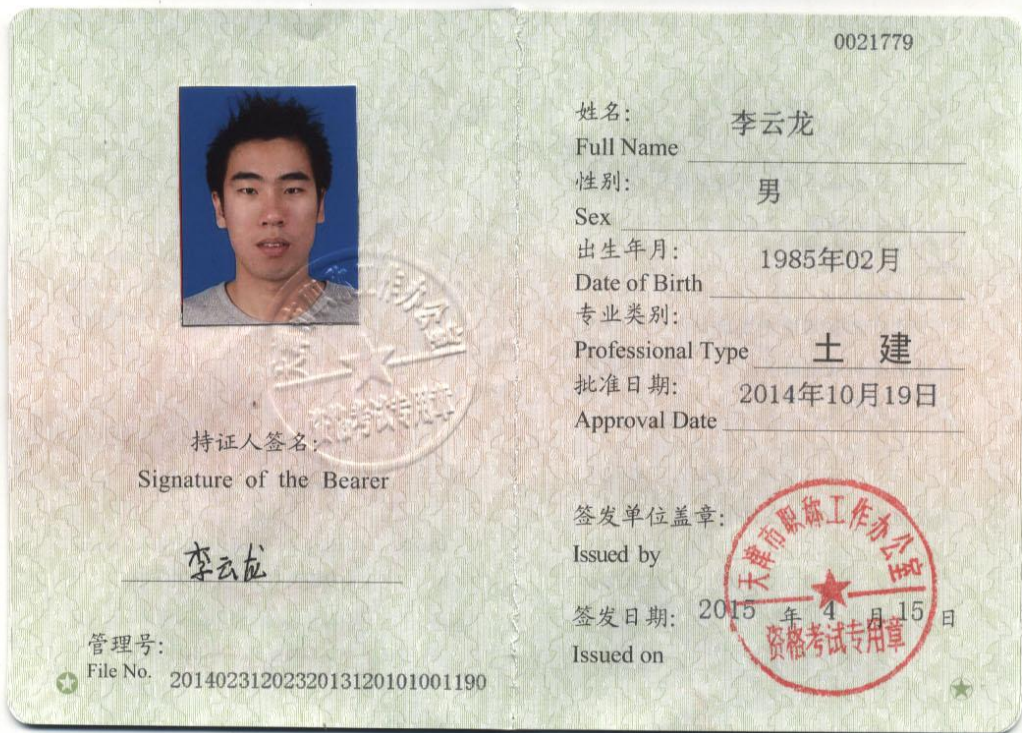 持证人签名:
Signature of the Bearer
李云龙
管理号:
File No. 2014023120232013120101001190
0021779
姓名: 李云龙
Full Name
性别: 男
Sex
出生年月: 1985年02月
Date of Birth
专业类别:
Professional Type 土 建
批准日期: 2014年10月19日
Approval Date
签发单位盖章:
Issued by
天津市职称工作办公室
资格考试专用章
签发日期: 2015 年 4 月 15 日
Issued on